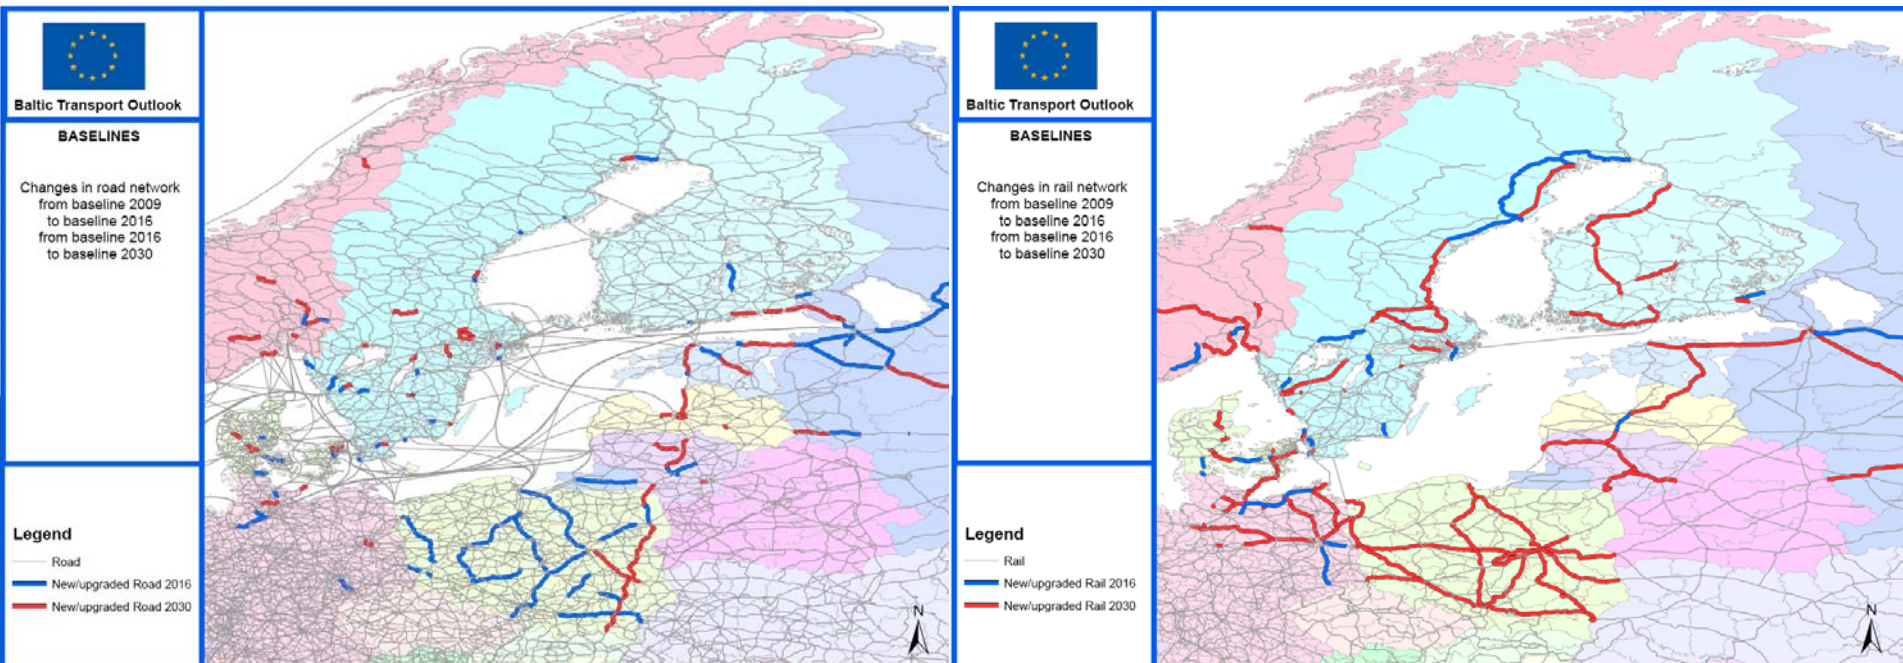 Baltic Transport Outlook
BASELINES
Changes in road network
from baseline 2009
to baseline 2016
from baseline 2016
to baseline 2030
Legend
Road
New/upgraded Road 2016
New/upgraded Road 2030
N
Baltic Transport Outlook
BASELINES
Changes in rail network
from baseline 2009
to baseline 2016
from baseline 2016
to baseline 2030
Legend
Rail
New/upgraded Rail 2016
New/upgraded Rail 2030
N